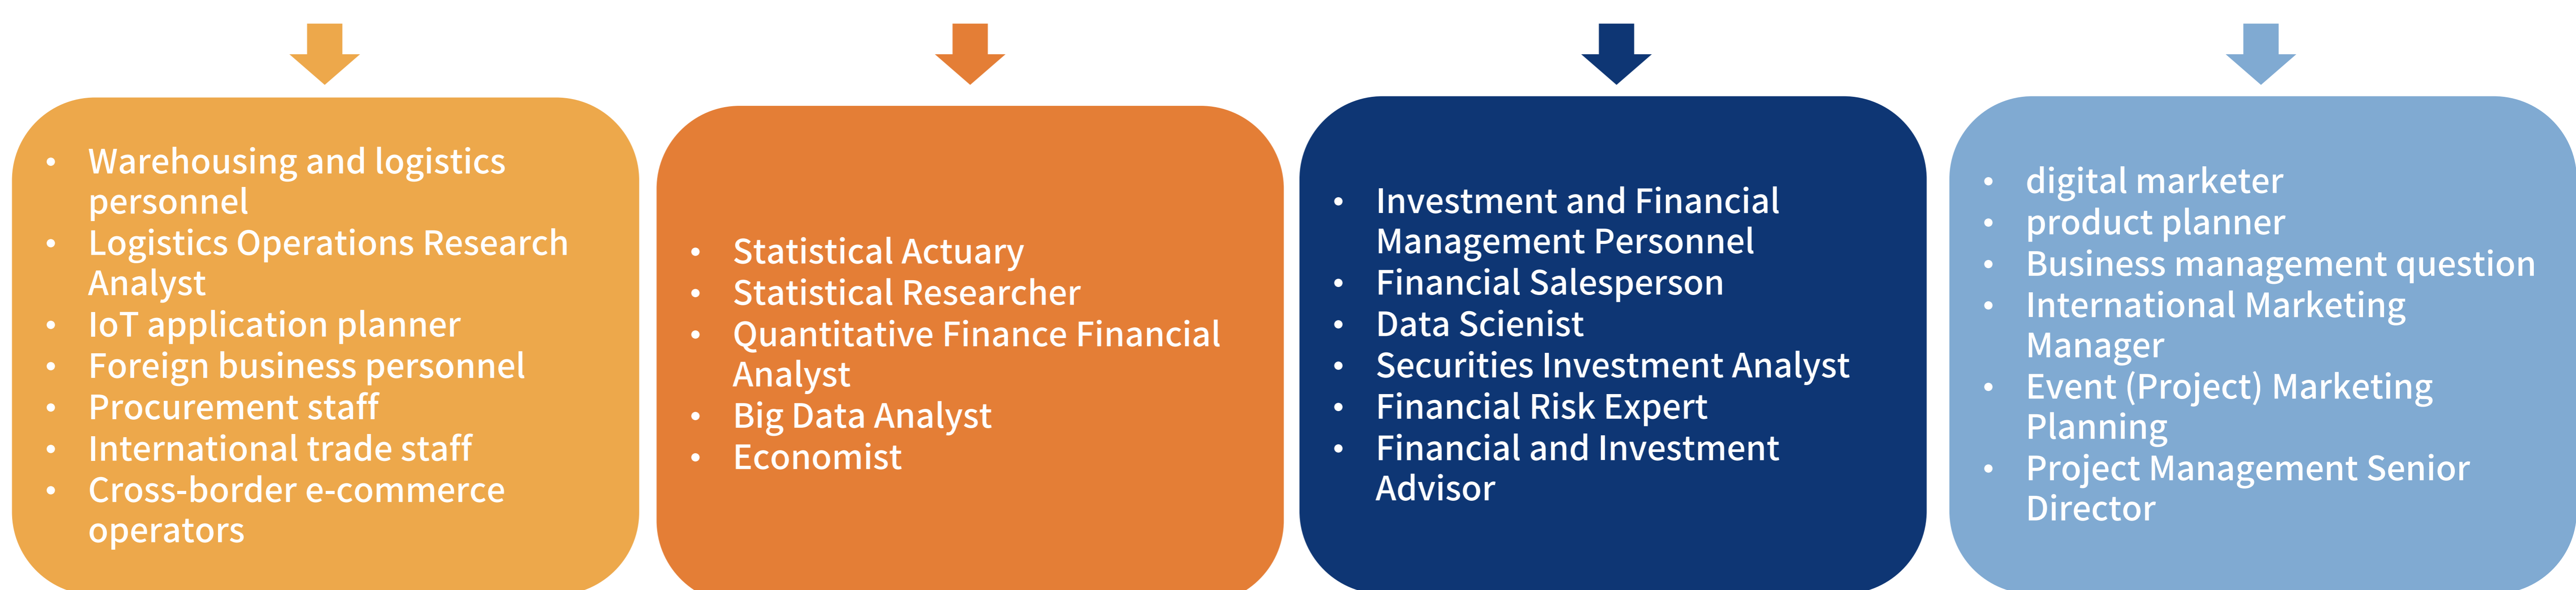 • Warehousing and logistics
personnel
• Logistics Operations Research
Analyst
• IoT application planner
• Foreign business personnel
• Procurement staff
• International trade staff
• Cross-border e-commerce
operators
• Statistical Actuary
• Statistical Researcher
• Quantitative Finance Financial
Analyst
• Big Data Analyst
• Economist
• Investment and Financial
Management Personnel
• Financial Salesperson
• Data Scienist
• Securities Investment Analyst
• Financial Risk Expert
• Financial and Investment
Advisor
• digital marketer
• product planner
• Business management question
• International Marketing
Manager
• Event (Project) Marketing
Planning
• Project Management Senior
Director